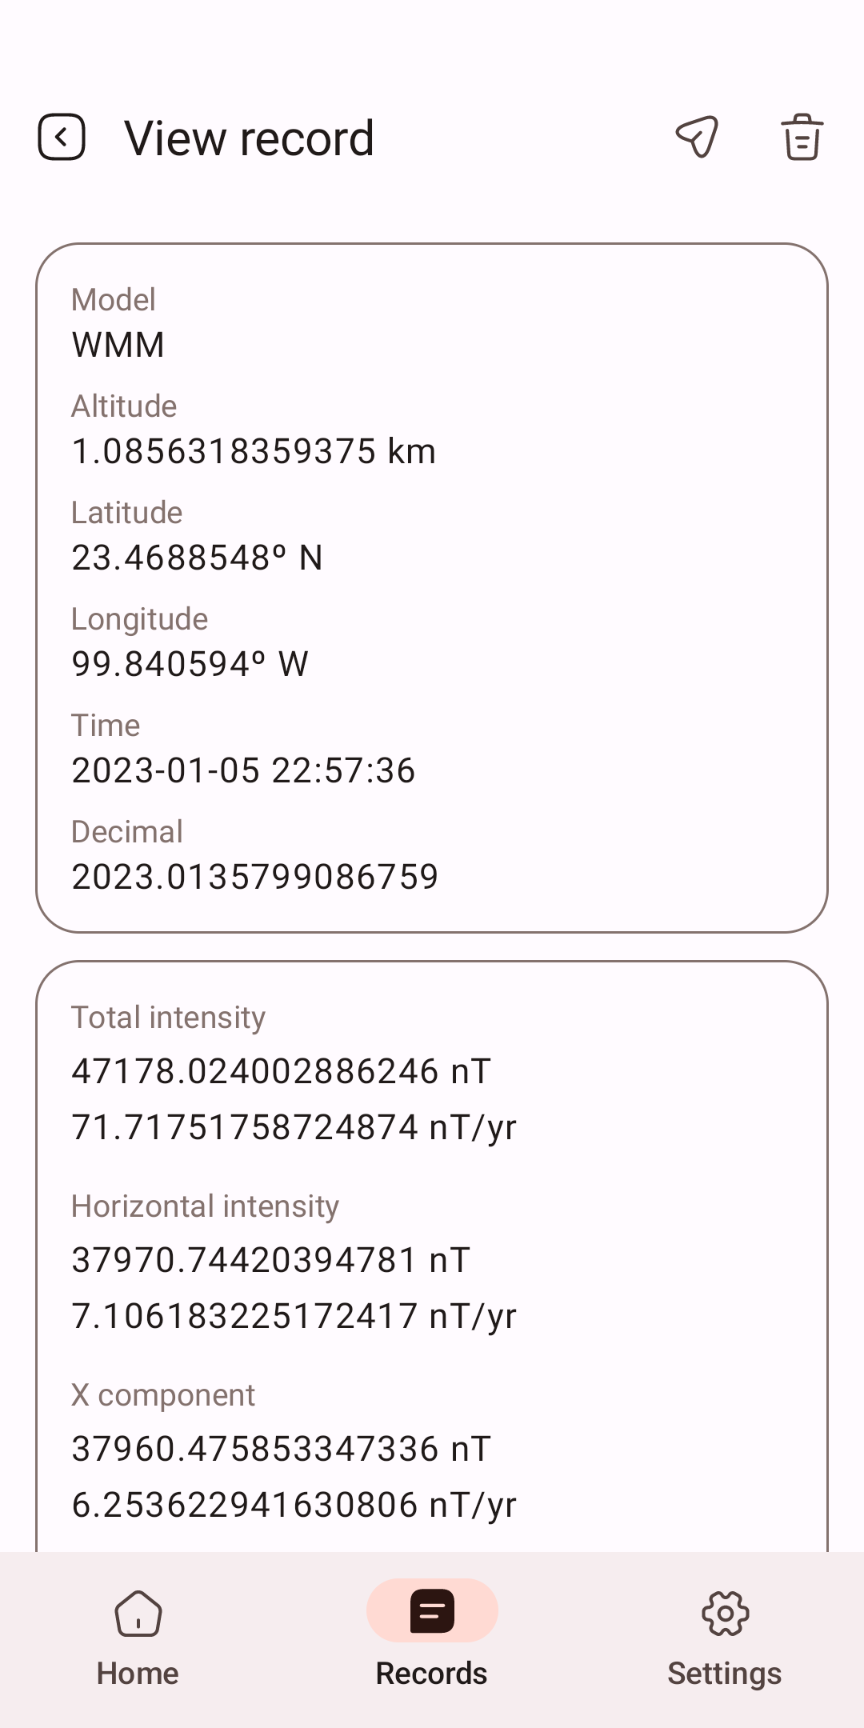 View record
Model
WMM
Altitude
1.0856318359375 km
Latitude
23.4688548º N
Longitude
99.840594º W
Time
2023-01-05 22:57:36
Decimal
2023.0135799086759
Total intensity
47178.024002886246 nT
71.71751758724874 nT/yr
Horizontal intensity
37970.74420394781 nT
7.106183225172417 nT/yr
X component
37960.475853347336 nT
6.253622941630806 nT/yr
Home
Records
Settings